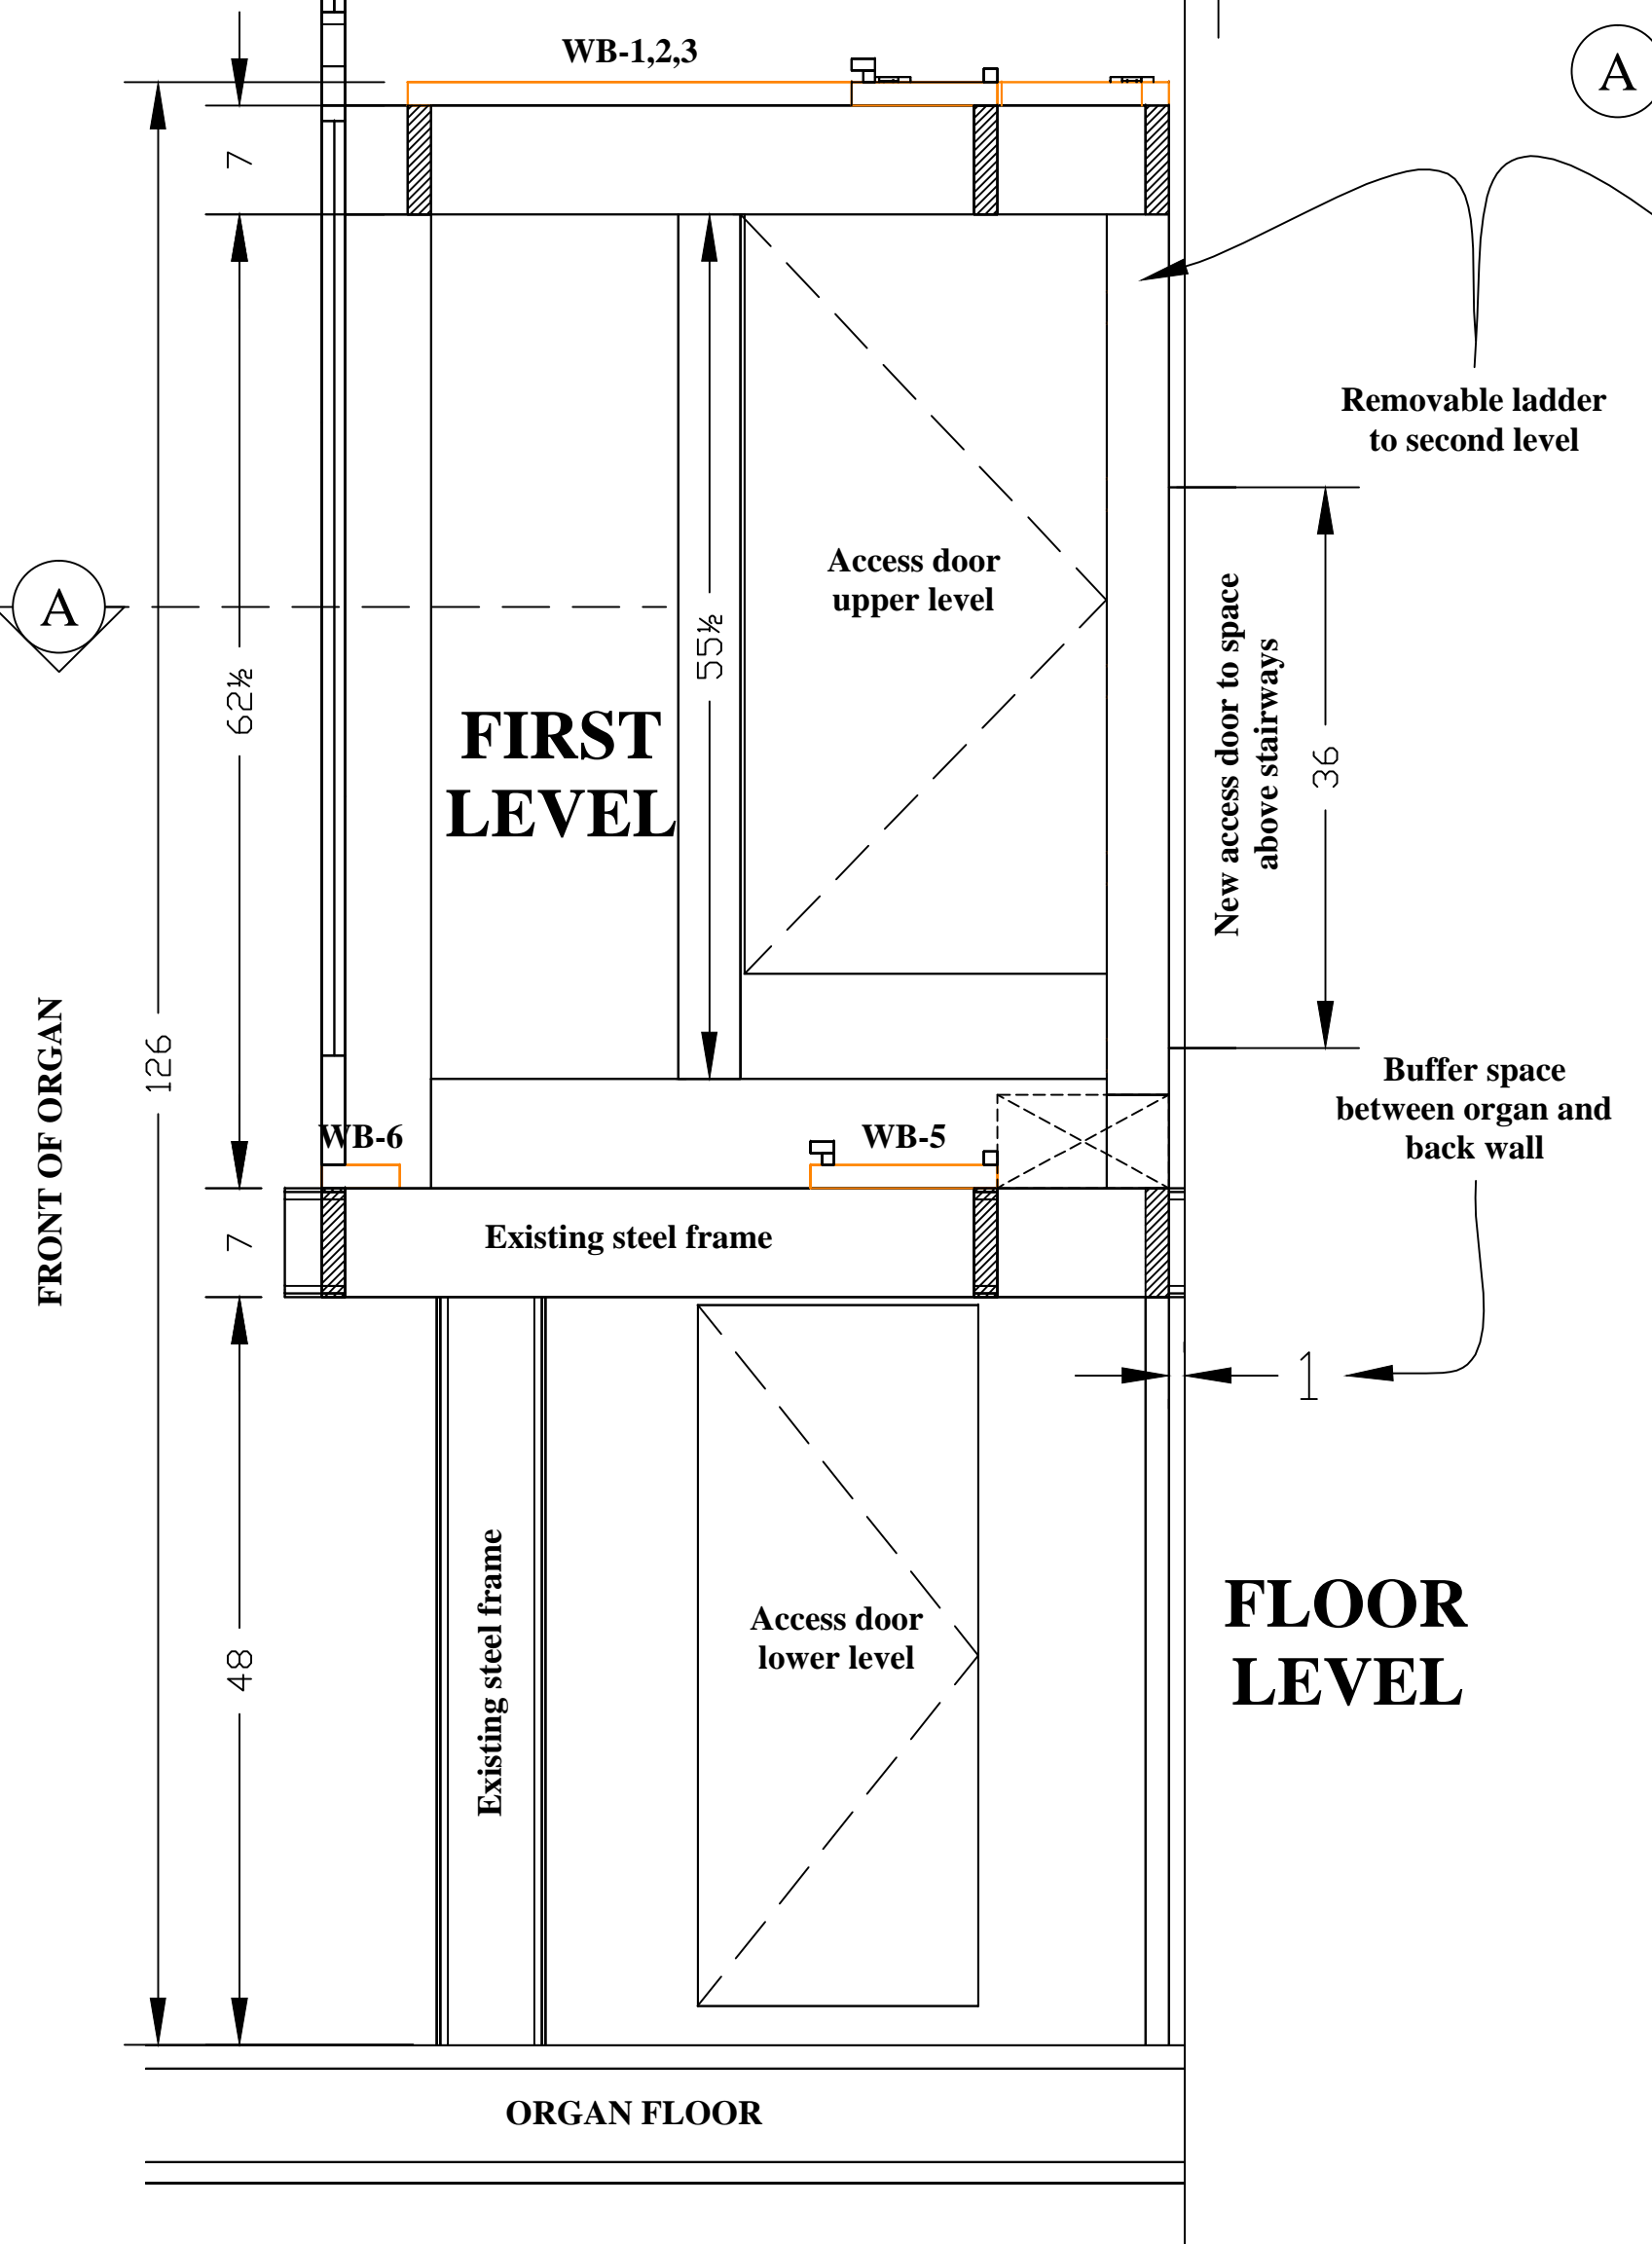 WB-1,2,3
A
7
Removable ladder
to second level
Access door
upper level
A
55½
62½
New access door to space
above stairways
36
FIRST
LEVEL
FRONT OF ORGAN
126
Buffer space
between organ and
back wall
WB-6
WB-5
7
Existing steel frame
1
Existing steel frame
48
Access door
lower level
FLOOR
LEVEL
ORGAN FLOOR